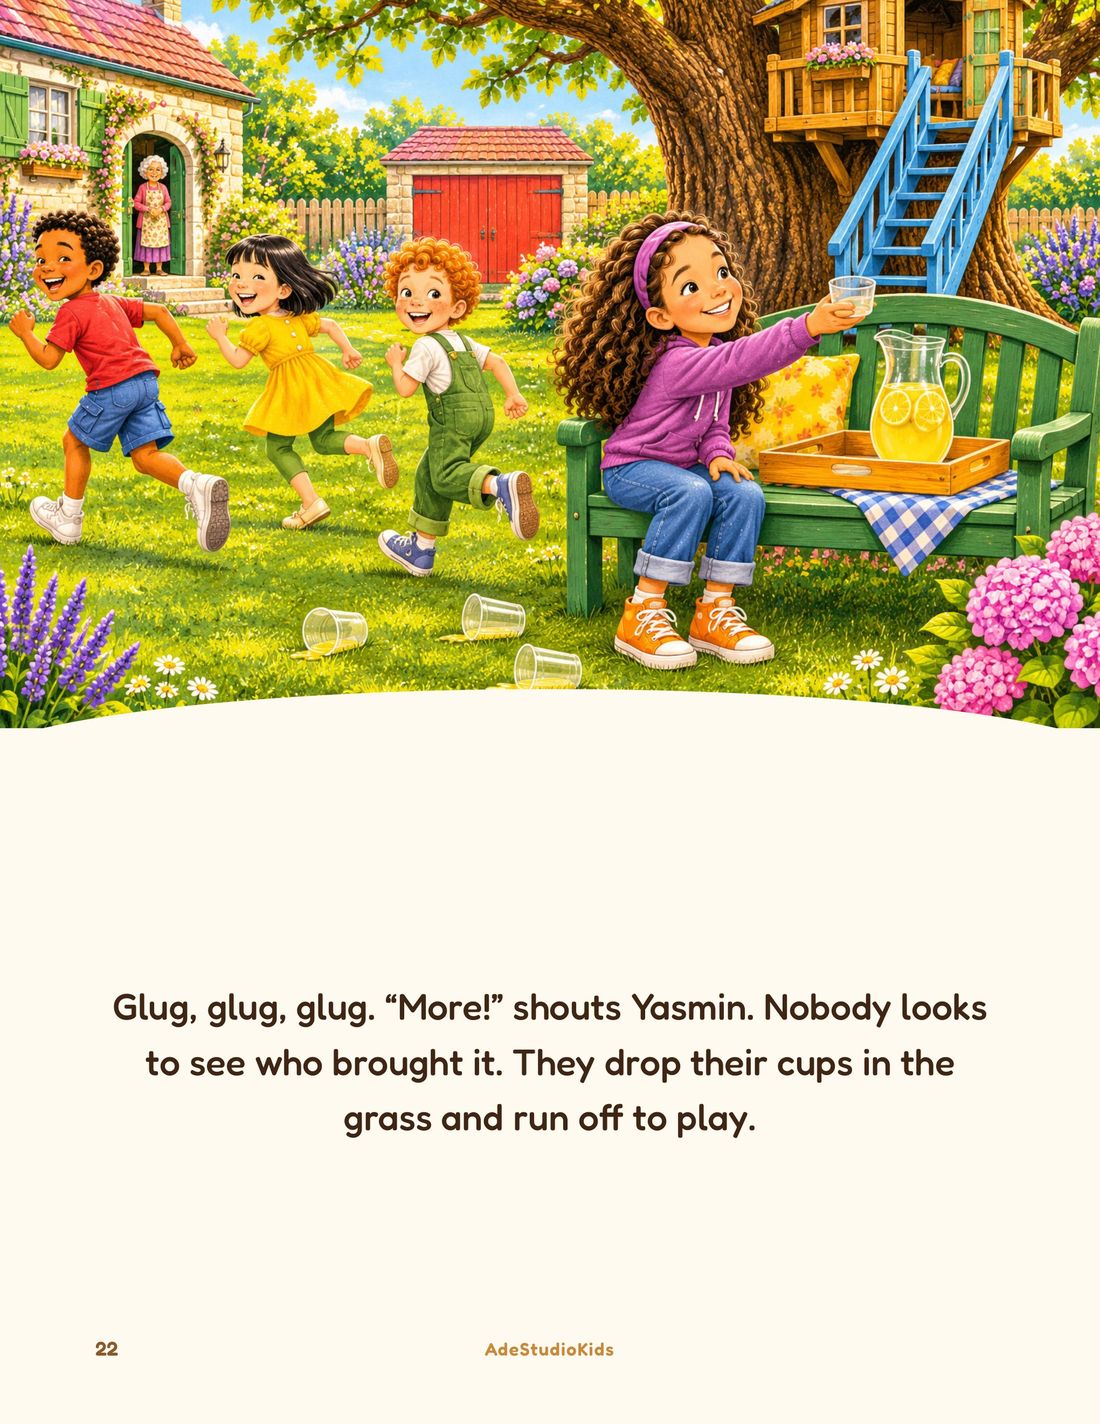 Glug, glug, glug. “More!” shouts Yasmin. Nobody looks
to see who brought it. They drop their cups in the
grass and run off to play.
22
AdeStudioKids